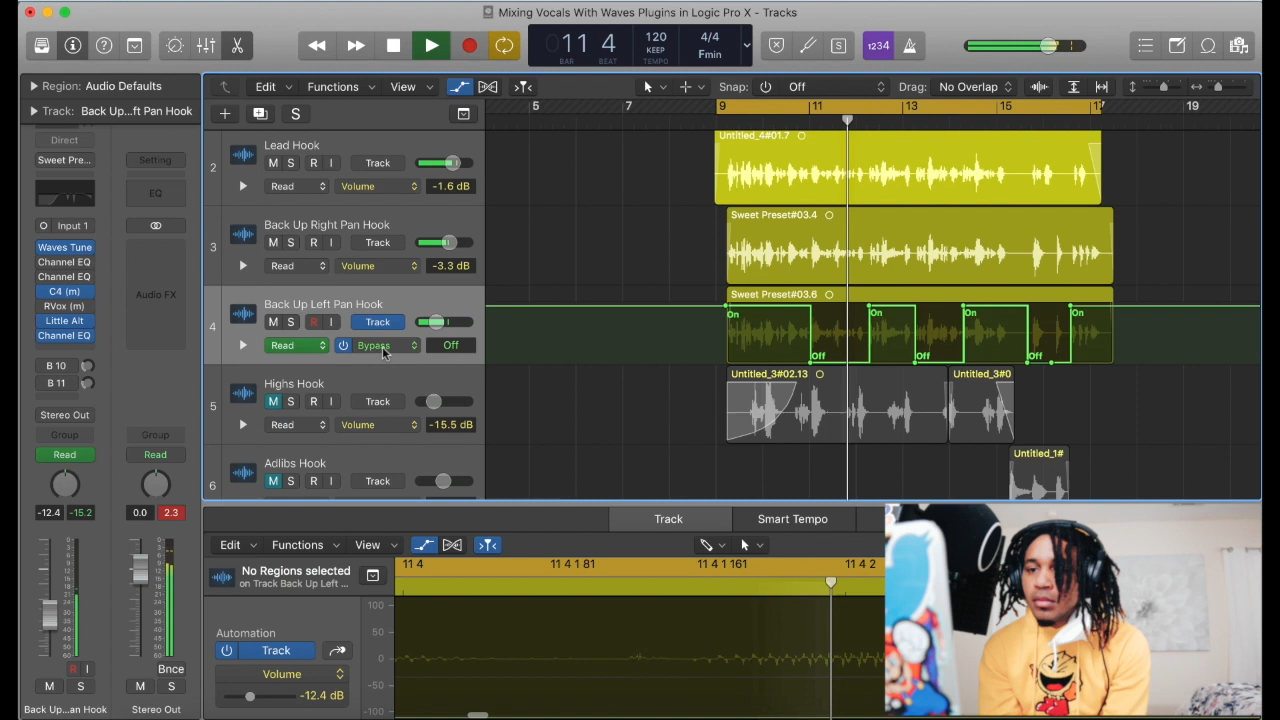 Mixing Vocals With Waves Plugins in Logic Pro X - Tracks
11 4
BAR BEAT
120
KEEP
TEMPO
4/4
Fmin
1234
Region: Audio Defaults
Track: Back Up...ft Pan Hook
Edit Functions View
Snap: Off
Drag: No Overlap
S
5 7 9 11 13 15 17 19
Direct
Sweet Pre...
Setting
EQ
Input 1
Waves Tune
Channel EQ
Channel EQ
C4 (m)
RVox (m)
Little Alt
Channel EQ
Audio FX
B 10
B 11
Stereo Out
Group
Group
Read
Read
-12.4 -15.2
0.0 2.3
R I
Bnce
M S
M S
Back Up...an Hook
Stereo Out
2
Lead Hook
M S R I Track
Read Volume -1.6 dB
Untitled_4#01.7
3
Back Up Right Pan Hook
M S R I Track
Read Volume -3.3 dB
Sweet Preset#03.4
4
Back Up Left Pan Hook
M S R I Track
Read Bypass Off
Sweet Preset#03.6
On Off On Off On Off On
5
Highs Hook
M S R I Track
Read Volume -15.5 dB
Untitled_3#02.13
Untitled_3#0
6
Adlibs Hook
M S R I Track
Untitled_1#
Track Smart Tempo
Edit Functions View
No Regions selected
on Track Back Up Left ...
11 4 11 4 1 81 11 4 1 161 11 4 2
Automation
Track
Volume
-12.4 dB
100
50
0
-50
-100